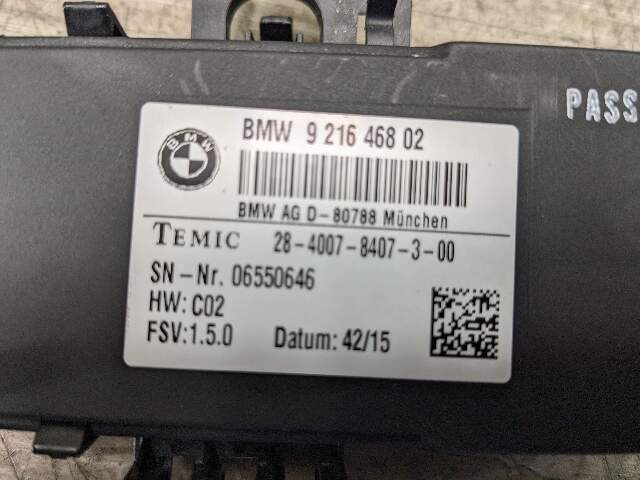 BMW
BMW 9 216 468 02
PASS
BMW AG D-80788 München
TEMIC 28-4007-8407-3-00
SN-Nr. 06550646
HW: C02
FSV:1.5.0 Datum: 42/15